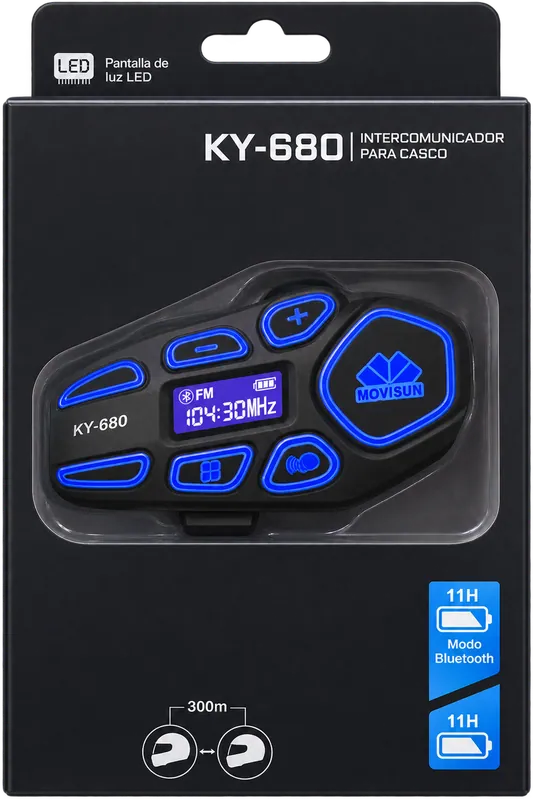 LED
Pantalla de
luz LED
KY-680
INTERCOMUNICADOR
PARA CASCO
FM
104:30MHz
KY-680
MOVISUN
11H
Modo
Bluetooth
11H
300m